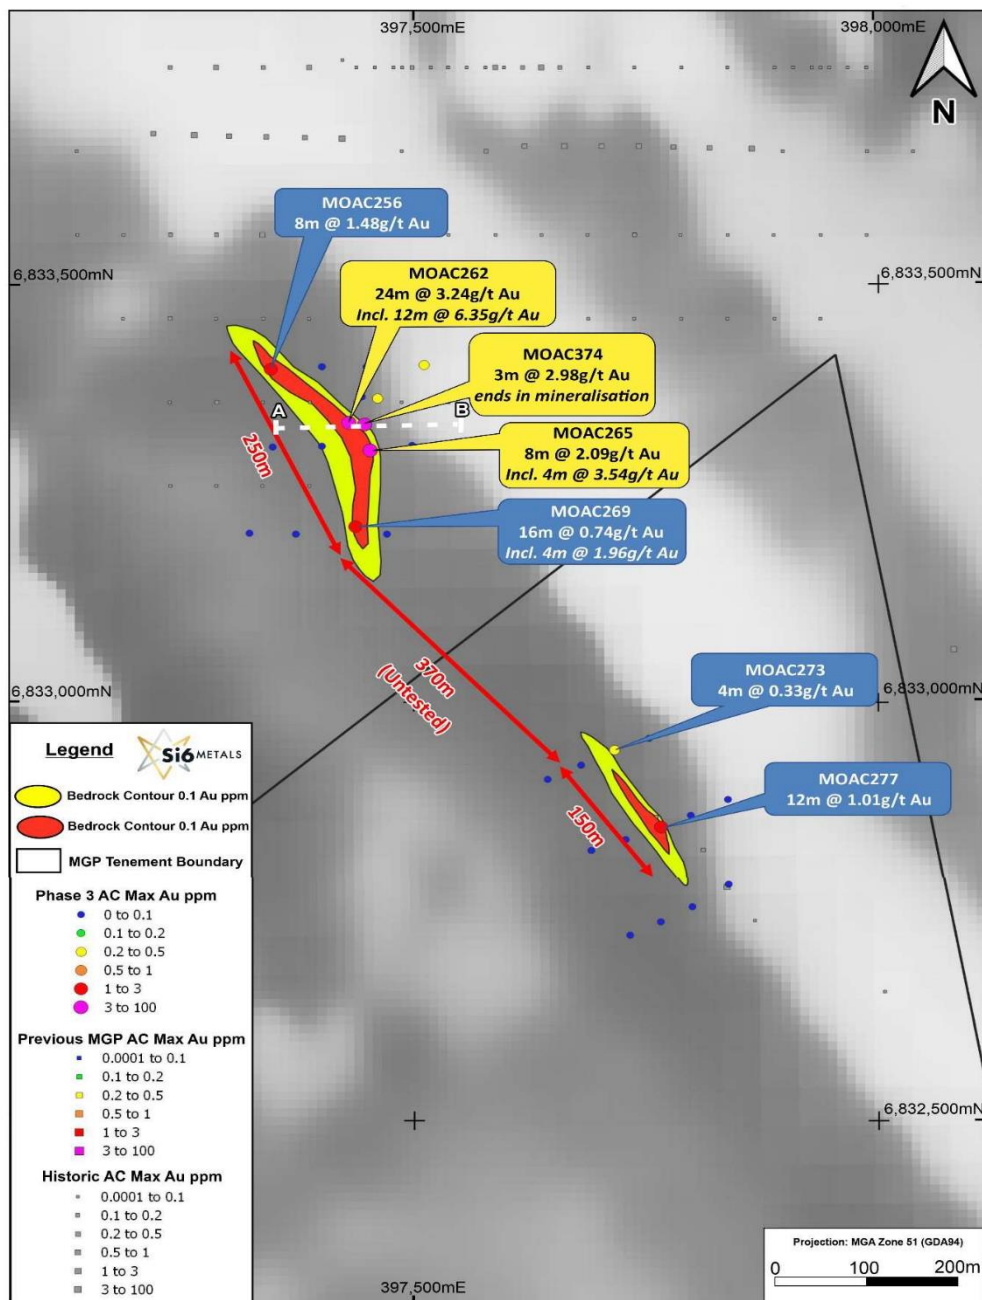 397,500mE
398,000mE
N
MOAC256
8m @ 1.48g/t Au
6,833,500mN
6,833,500mN
MOAC262
24m @ 3.24g/t Au
Incl. 12m @ 6.35g/t Au
MOAC374
3m @ 2.98g/t Au
ends in mineralisation
A
B
MOAC265
8m @ 2.09g/t Au
Incl. 4m @ 3.54g/t Au
250m
MOAC269
16m @ 0.74g/t Au
Incl. 4m @ 1.96g/t Au
370m
(Untested)
MOAC273
4m @ 0.33g/t Au
6,833,000mN
6,833,000mN
MOAC277
12m @ 1.01g/t Au
150m
Legend
Si6 METALS
Bedrock Contour 0.1 Au ppm
Bedrock Contour 0.1 Au ppm
MGP Tenement Boundary
Phase 3 AC Max Au ppm
0 to 0.1
0.1 to 0.2
0.2 to 0.5
0.5 to 1
1 to 3
3 to 100
Previous MGP AC Max Au ppm
0.0001 to 0.1
0.1 to 0.2
0.2 to 0.5
0.5 to 1
1 to 3
3 to 100
Historic AC Max Au ppm
0.0001 to 0.1
0.1 to 0.2
0.2 to 0.5
0.5 to 1
1 to 3
3 to 100
6,832,500mN
397,500mE
Projection: MGA Zone 51 (GDA94)
0 100 200m